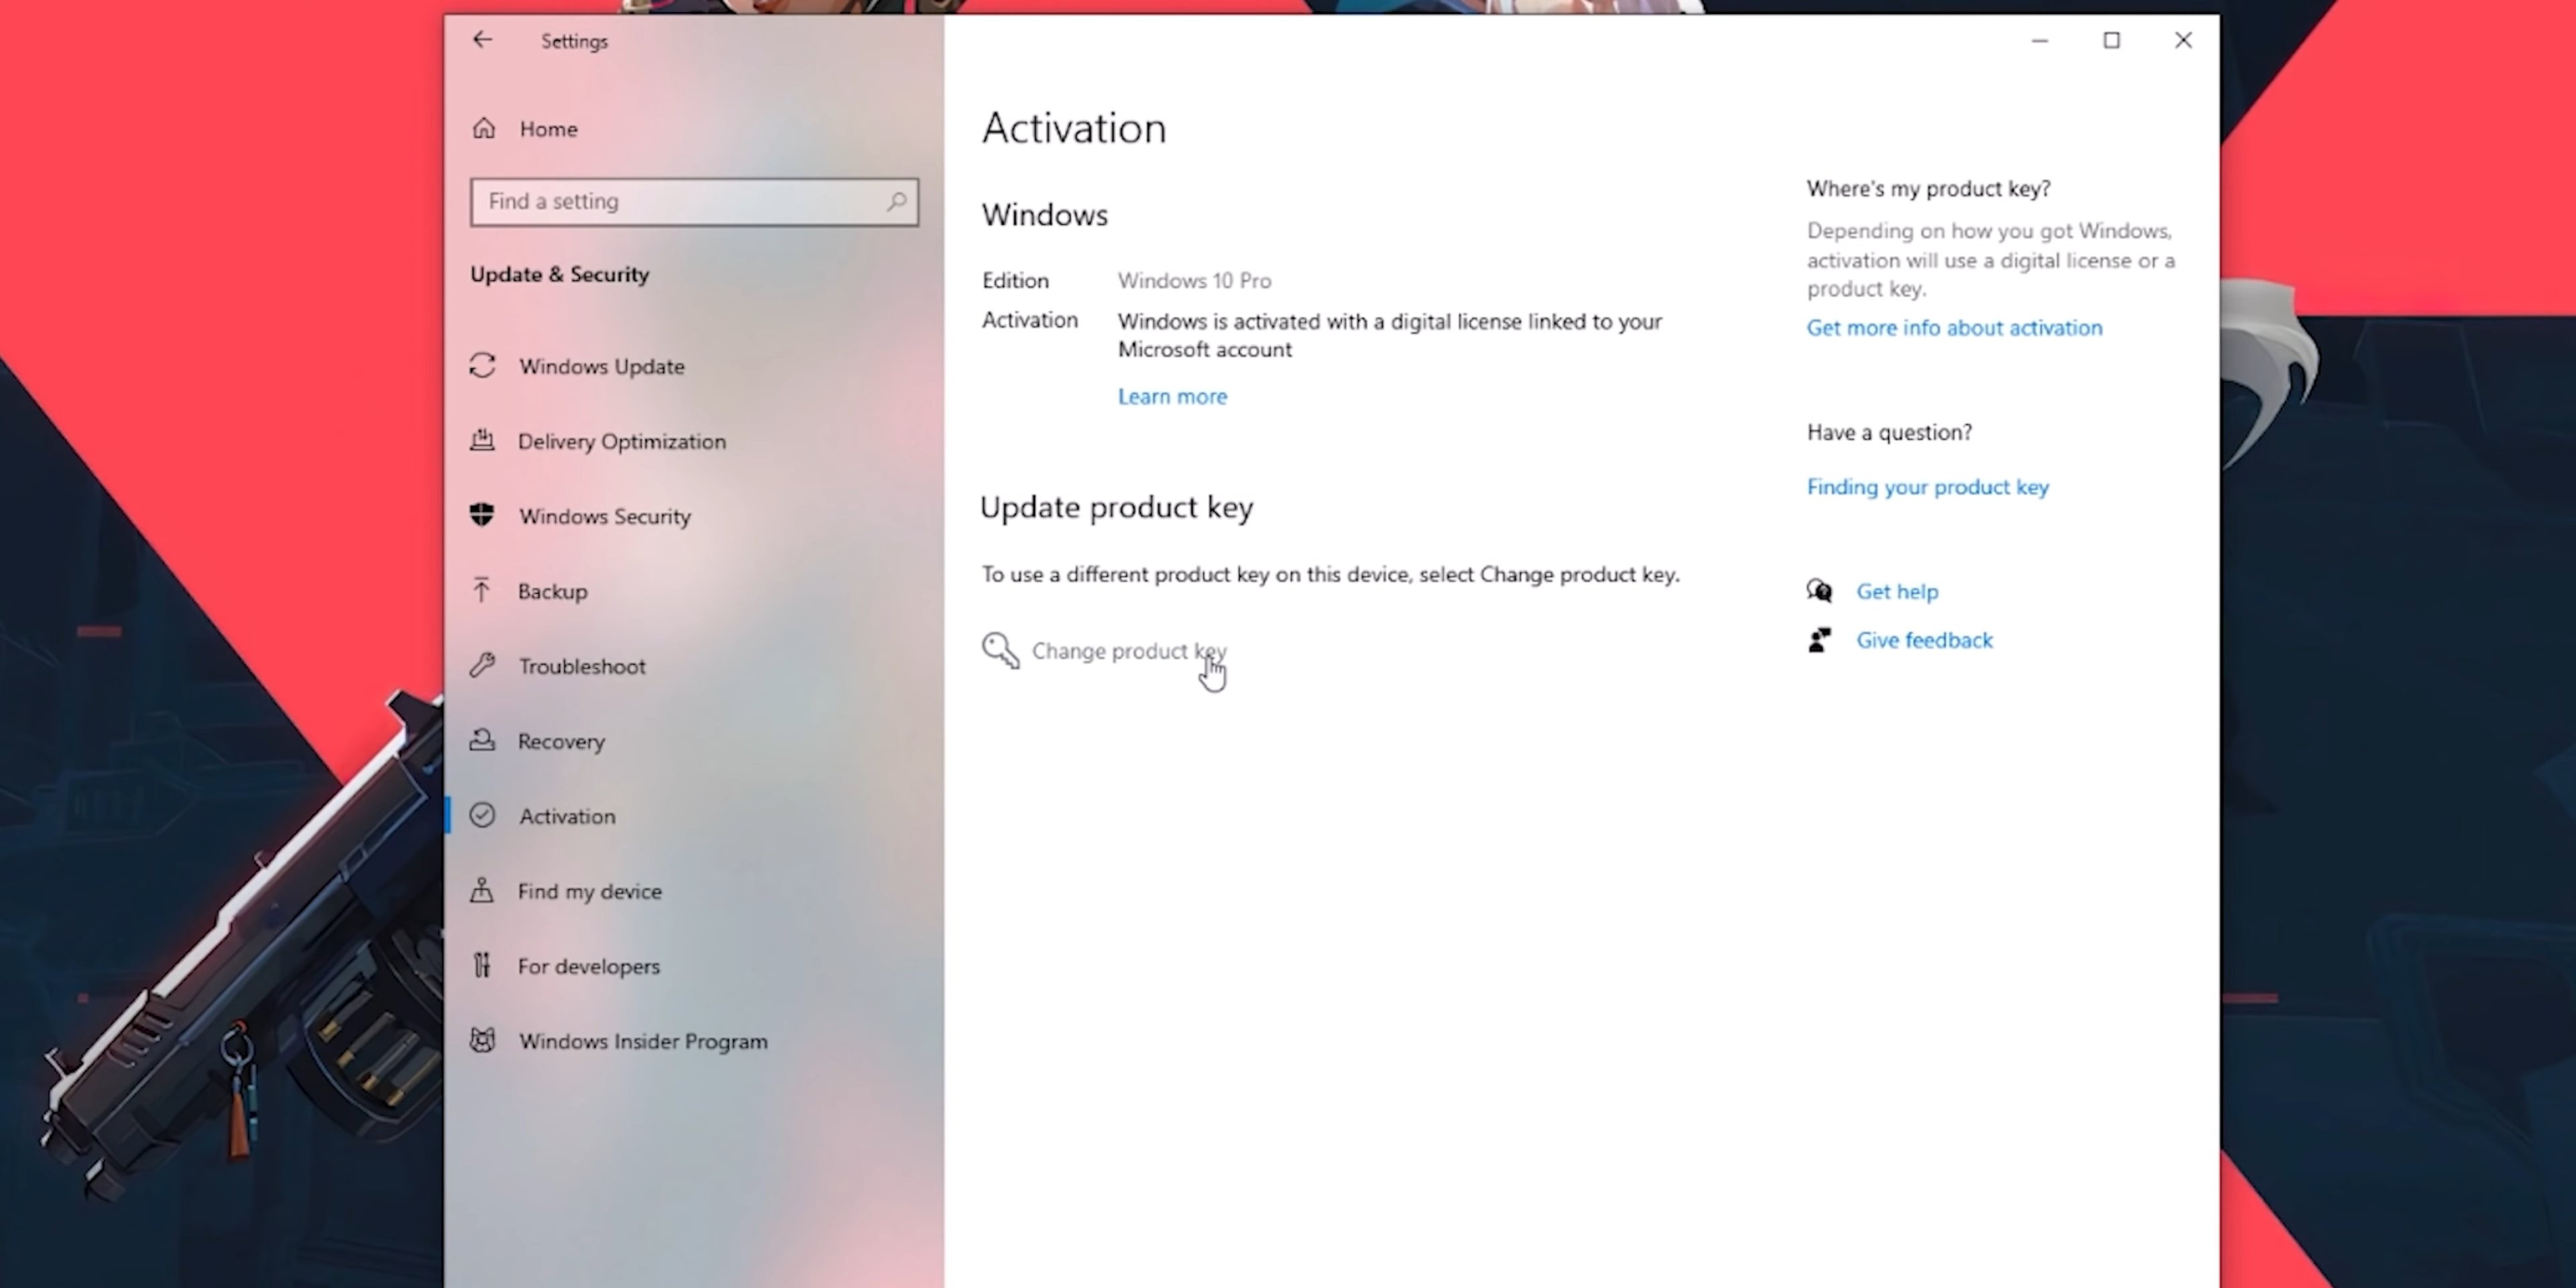 Settings
Home
Find a setting
Update & Security
Windows Update
Delivery Optimization
Windows Security
Backup
Troubleshoot
Recovery
Activation
Find my device
For developers
Windows Insider Program
Activation
Windows
Edition Windows 10 Pro
Activation Windows is activated with a digital license linked to your
Microsoft account
Learn more
Update product key
To use a different product key on this device, select Change product key.
Change product key
Where's my product key?
Depending on how you got Windows,
activation will use a digital license or a
product key.
Get more info about activation
Have a question?
Finding your product key
Get help
Give feedback